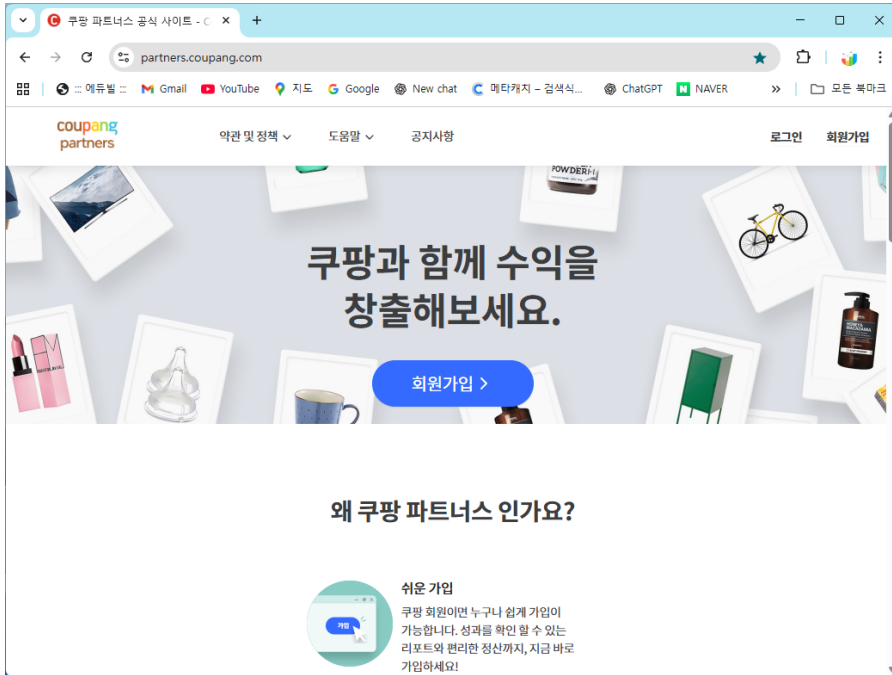 쿠팡 파트너스 공식 사이트 - C
partners.coupang.com
::: 에듀빌 ::: Gmail YouTube 지도 Google New chat 메타캐치 – 검색식... ChatGPT NAVER » 모든 북마크
coupang
partners
약관 및 정책 도움말 공지사항 로그인 회원가입
POWDER
쿠팡과 함께 수익을
창출해보세요.
HONEY&
MACADAMIA
회원가입 >
왜 쿠팡 파트너스 인가요?
쉬운 가입
가입
쿠팡 회원이면 누구나 쉽게 가입이
가능합니다. 성과를 확인 할 수 있는
리포트와 편리한 정산까지, 지금 바로
가입하세요!